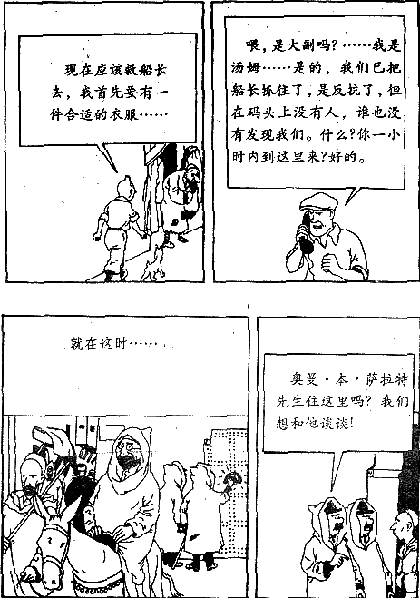 现在应该救船长
去，我首先要有一
件合适的衣服……
喂，是大副吗？……我是
汤姆……是的，我们已把
船长抓住了，是反抗了，但
在码头上没有人，谁也没
有发现我们。什么？你一小
时内到这里来？好的。
就在这时……
奥曼·本·萨拉特
先生住这里吗？我们
想和他谈谈！